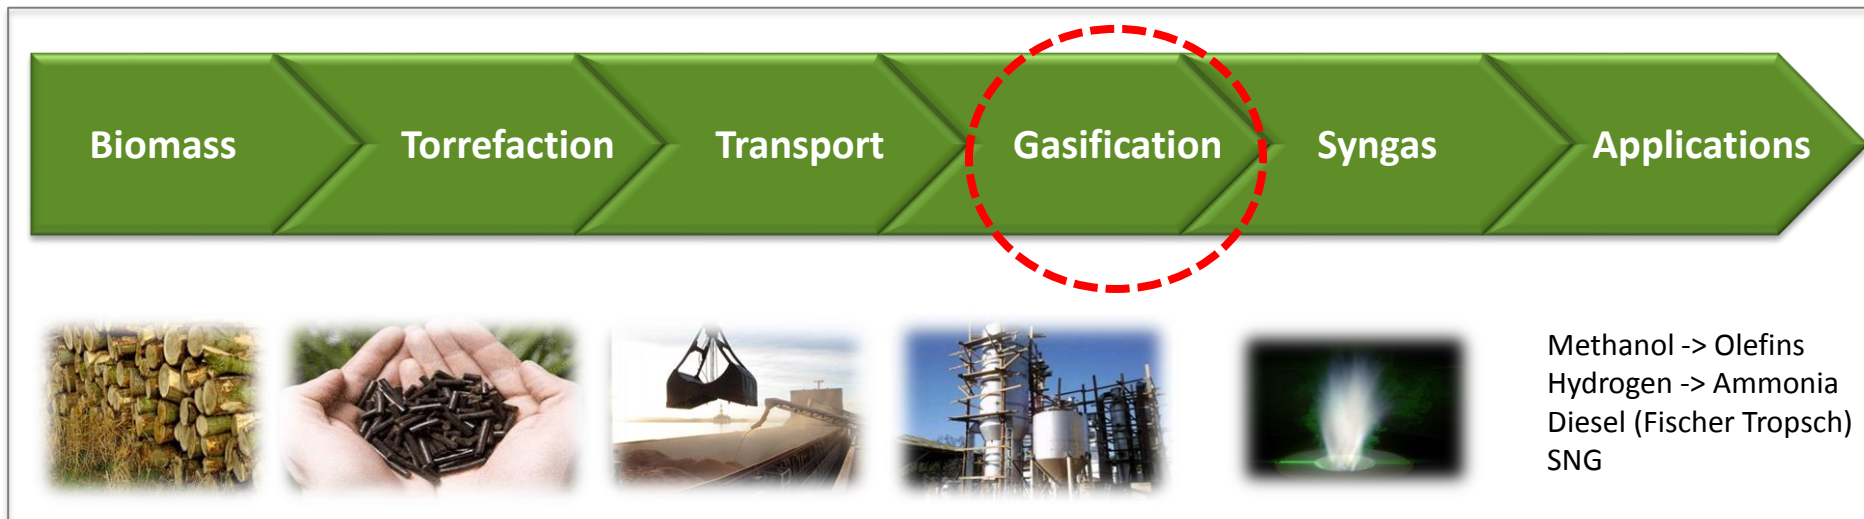 Biomass
Torrefaction
Transport
Gasification
Syngas
Applications
Methanol -> Olefins
Hydrogen -> Ammonia
Diesel (Fischer Tropsch)
SNG